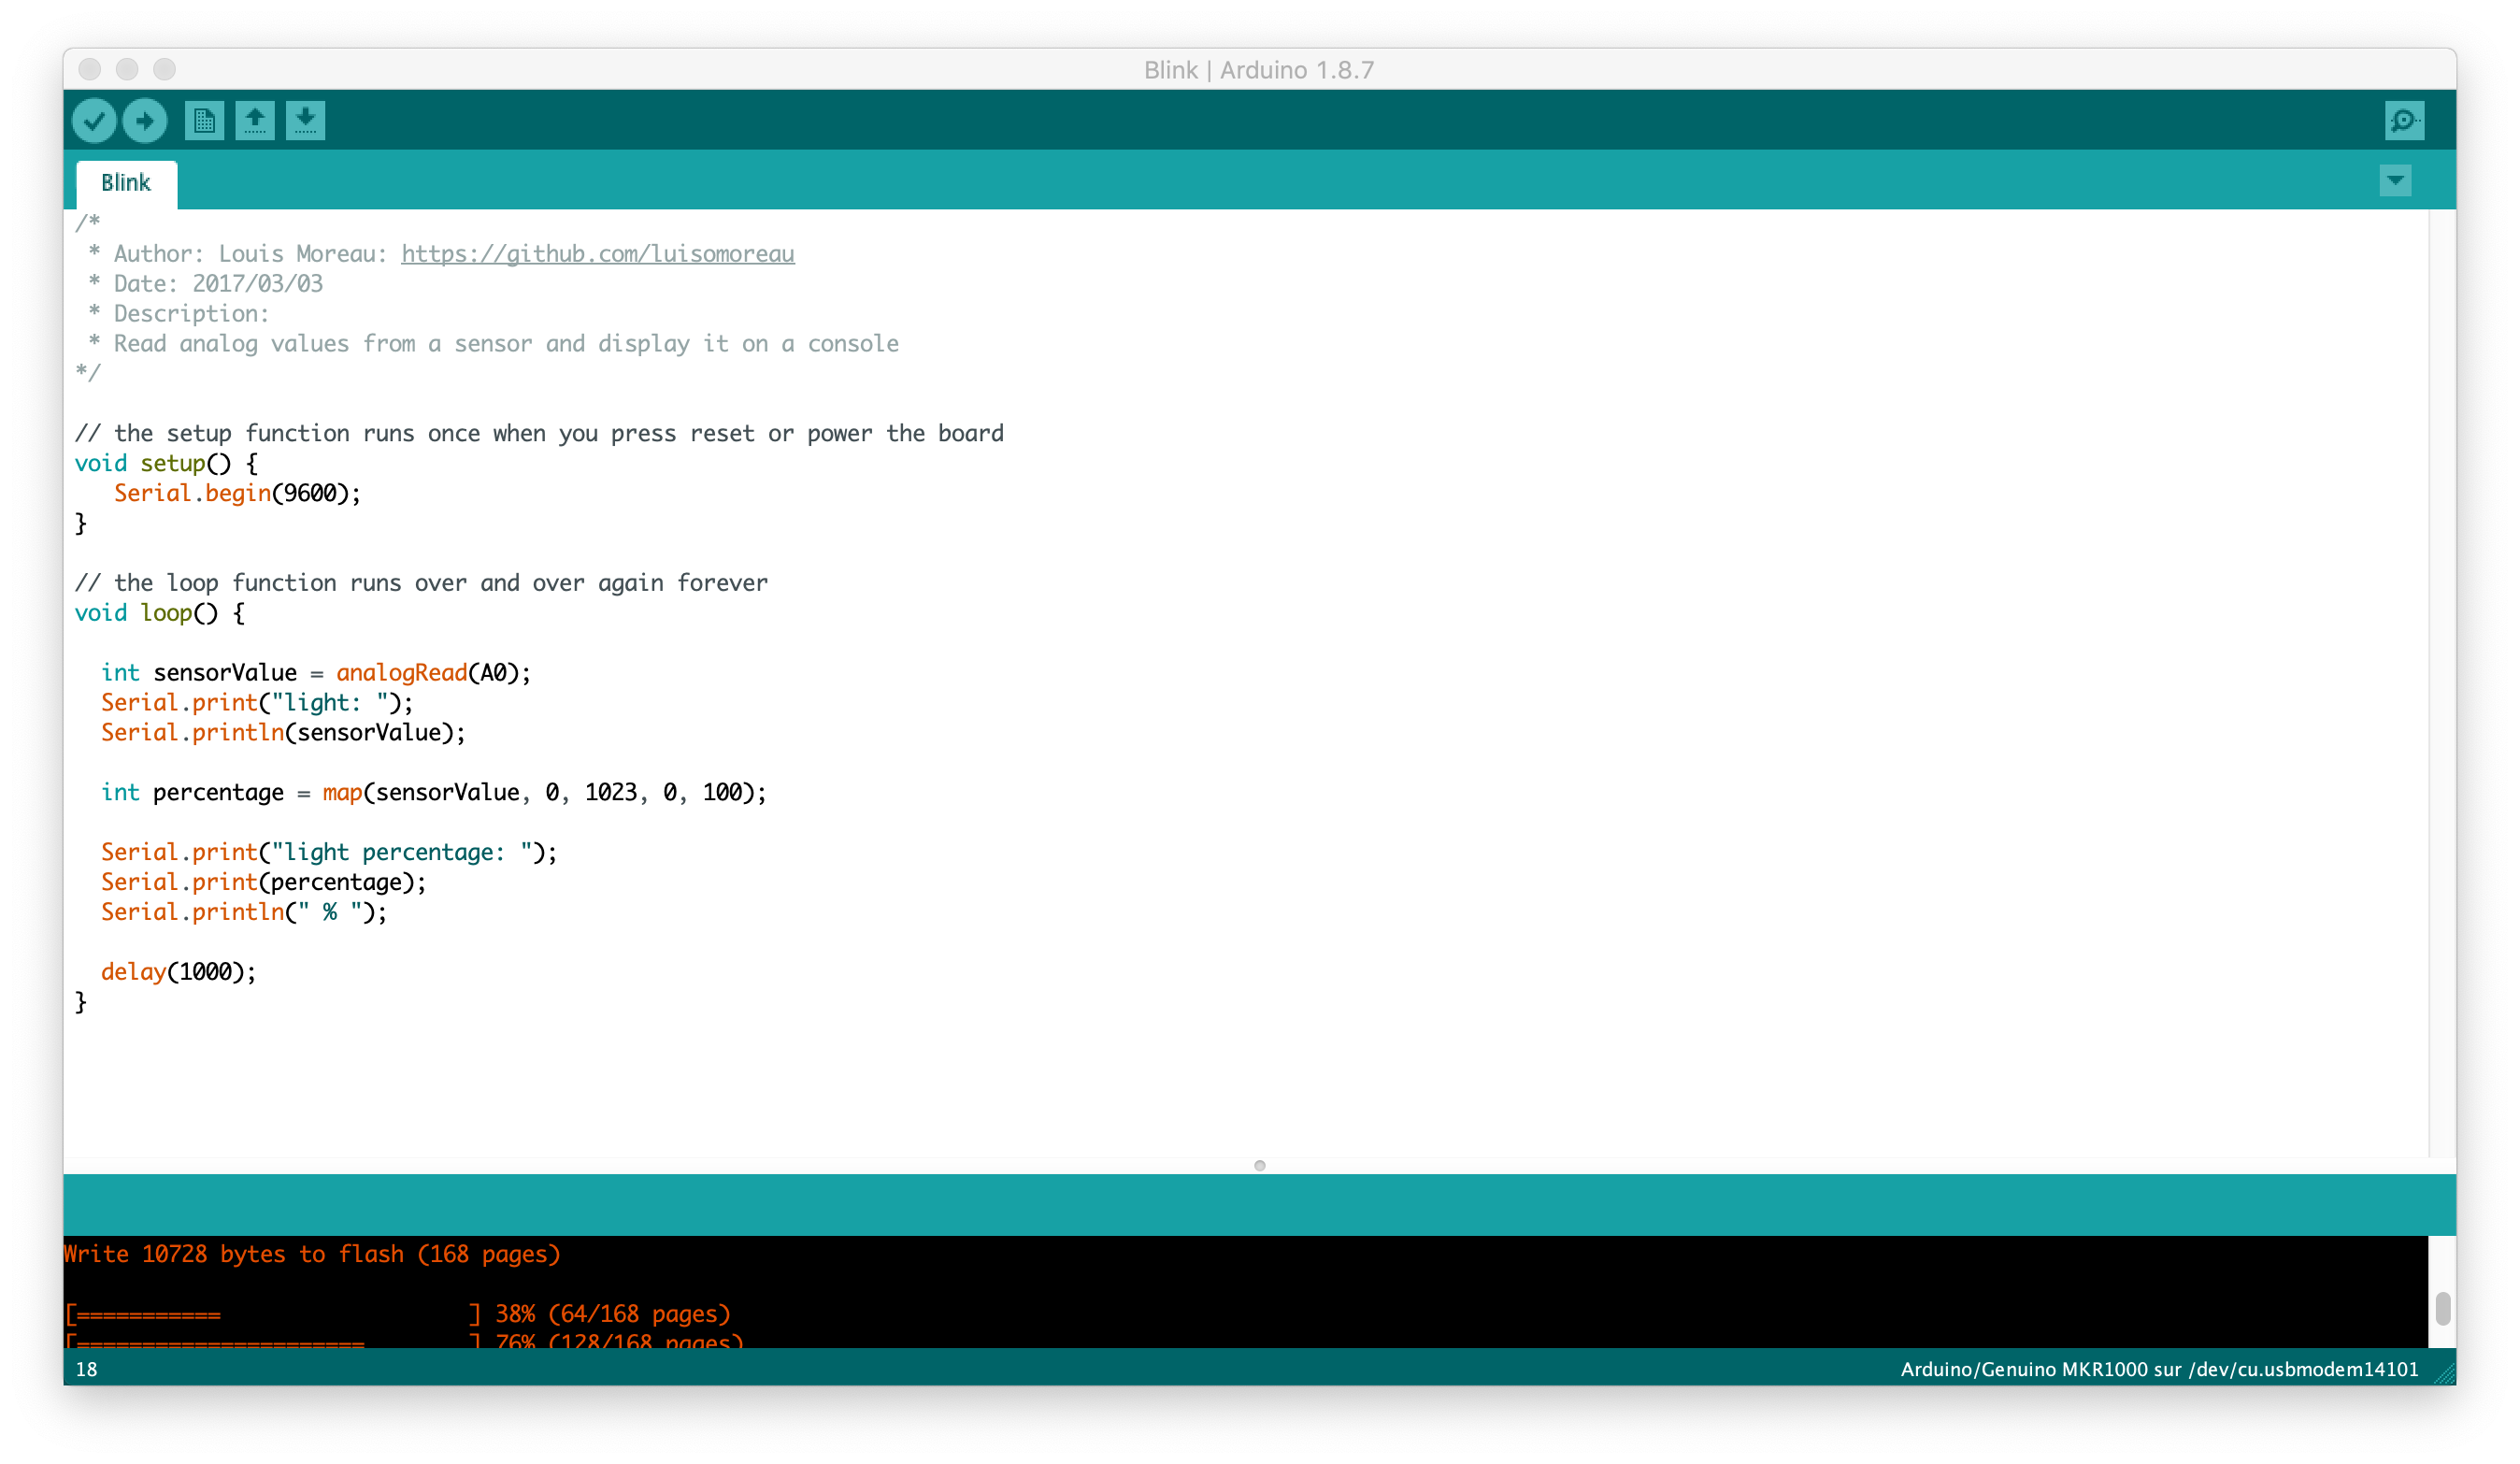 Blink | Arduino 1.8.7
Blink
/*
 * Author: Louis Moreau: https://github.com/luisomoreau
 * Date: 2017/03/03
 * Description:
 * Read analog values from a sensor and display it on a console
*/
// the setup function runs once when you press reset or power the board
void setup() {
   Serial.begin(9600);
}
// the loop function runs over and over again forever
void loop() {
  int sensorValue = analogRead(A0);
  Serial.print("light: ");
  Serial.println(sensorValue);
  int percentage = map(sensorValue, 0, 1023, 0, 100);
  Serial.print("light percentage: ");
  Serial.print(percentage);
  Serial.println(" % ");
  delay(1000);
}
Write 10728 bytes to flash (168 pages)
[===========                   ] 38% (64/168 pages)
[======================        ] 76% (128/168 pages)
18 Arduino/Genuino MKR1000 sur /dev/cu.usbmodem14101